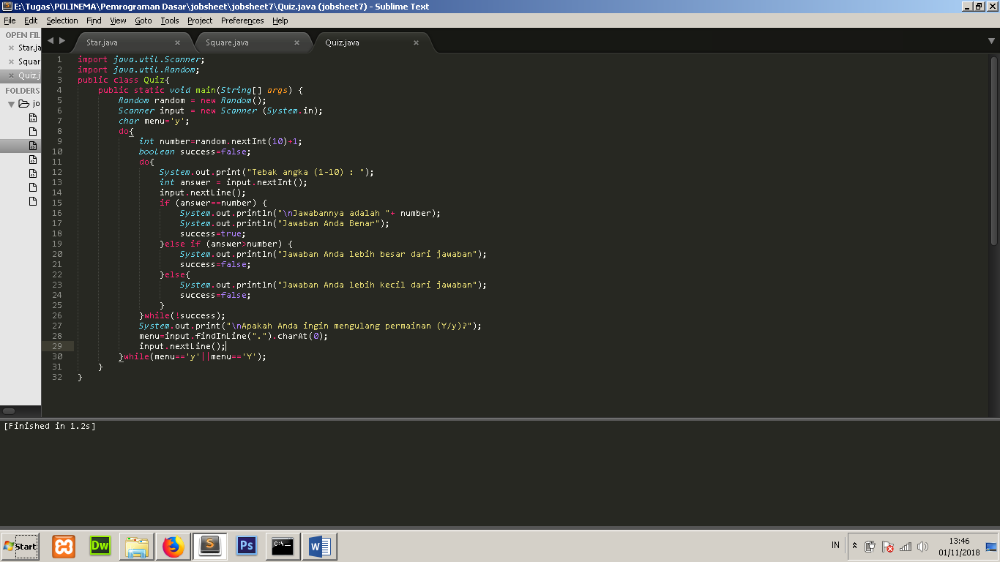 E:\Tugas\POLINEMA\Pemrograman Dasar\jobsheet\jobsheet7\Quiz.java (jobsheet7) - Sublime Text
File Edit Selection Find View Goto Tools Project Preferences Help
OPEN FIL
Star.ja
Squar
Quiz.j
FOLDERS
jo
Star.java
Square.java
Quiz.java
1 import java.util.Scanner;
2 import java.util.Random;
3 public class Quiz{
4 public static void main(String[] args) {
5 Random random = new Random();
6 Scanner input = new Scanner (System.in);
7 char menu='y';
8 do{
9 int number=random.nextInt(10)+1;
10 boolean success=false;
11 do{
12 System.out.print("Tebak angka (1-10) : ");
13 int answer = input.nextInt();
14 input.nextLine();
15 if (answer==number) {
16 System.out.println("\nJawabannya adalah "+ number);
17 System.out.println("Jawaban Anda Benar");
18 success=true;
19 }else if (answer>number) {
20 System.out.println("Jawaban Anda lebih besar dari jawaban");
21 success=false;
22 }else{
23 System.out.println("Jawaban Anda lebih kecil dari jawaban");
24 success=false;
25 }
26 }while(!success);
27 System.out.print("\nApakah Anda ingin mengulang permainan (Y/y)?");
28 menu=input.findInLine(".").charAt(0);
29 input.nextLine();
30 }while(menu=='y'||menu=='Y');
31 }
32 }
[Finished in 1.2s]
Start
Dw
S
Ps
C:\
W
IN
13:46
01/11/2018